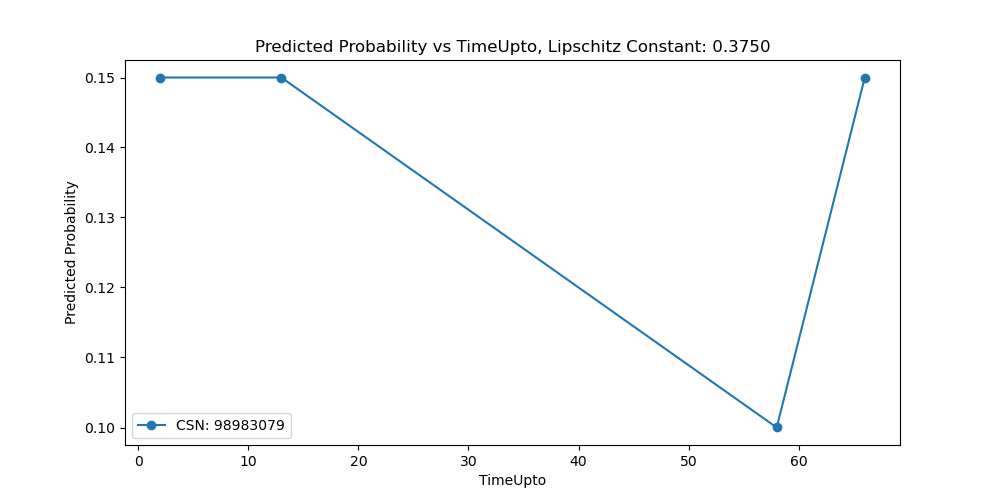 Predicted Probability vs TimeUpto, Lipschitz Constant: 0.3750
0.15
0.14
0.13
0.12
0.11
0.10
Predicted Probability
CSN: 98983079
0 10 20 30 40 50 60
TimeUpto